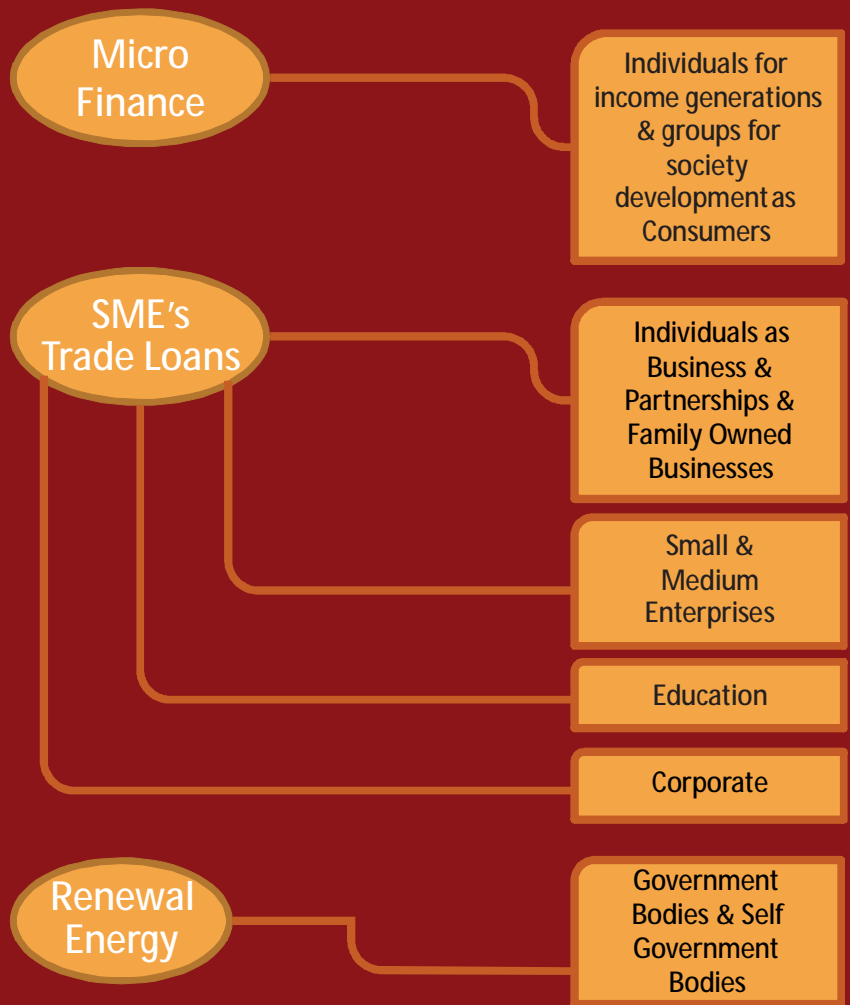 Micro
Finance
Individuals for
income generations
& groups for
society
development as
Consumers
SME's
Trade Loans
Individuals as
Business &
Partnerships &
Family Owned
Businesses
Small &
Medium
Enterprises
Education
Corporate
Renewal
Energy
Government
Bodies & Self
Government
Bodies